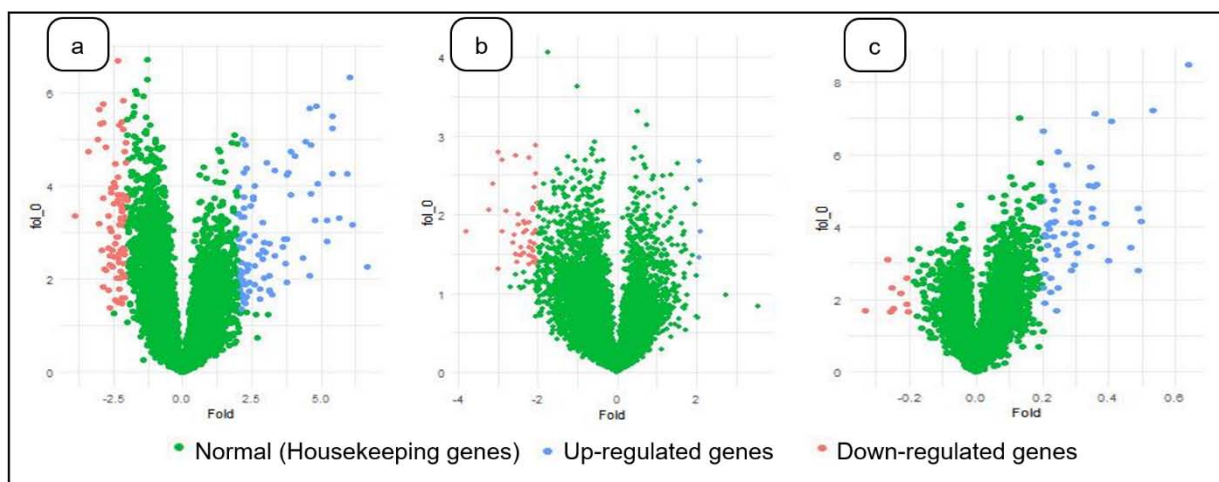 a
b
c
6
4
2
0
fol_0
-2.5
0.0
2.5
5.0
Fold
4
3
2
1
0
fol_0
-4
-2
0
2
Fold
8
6
4
2
0
fol_0
-0.2
0.0
0.2
0.4
0.6
Fold
Normal (Housekeeping genes) Up-regulated genes Down-regulated genes